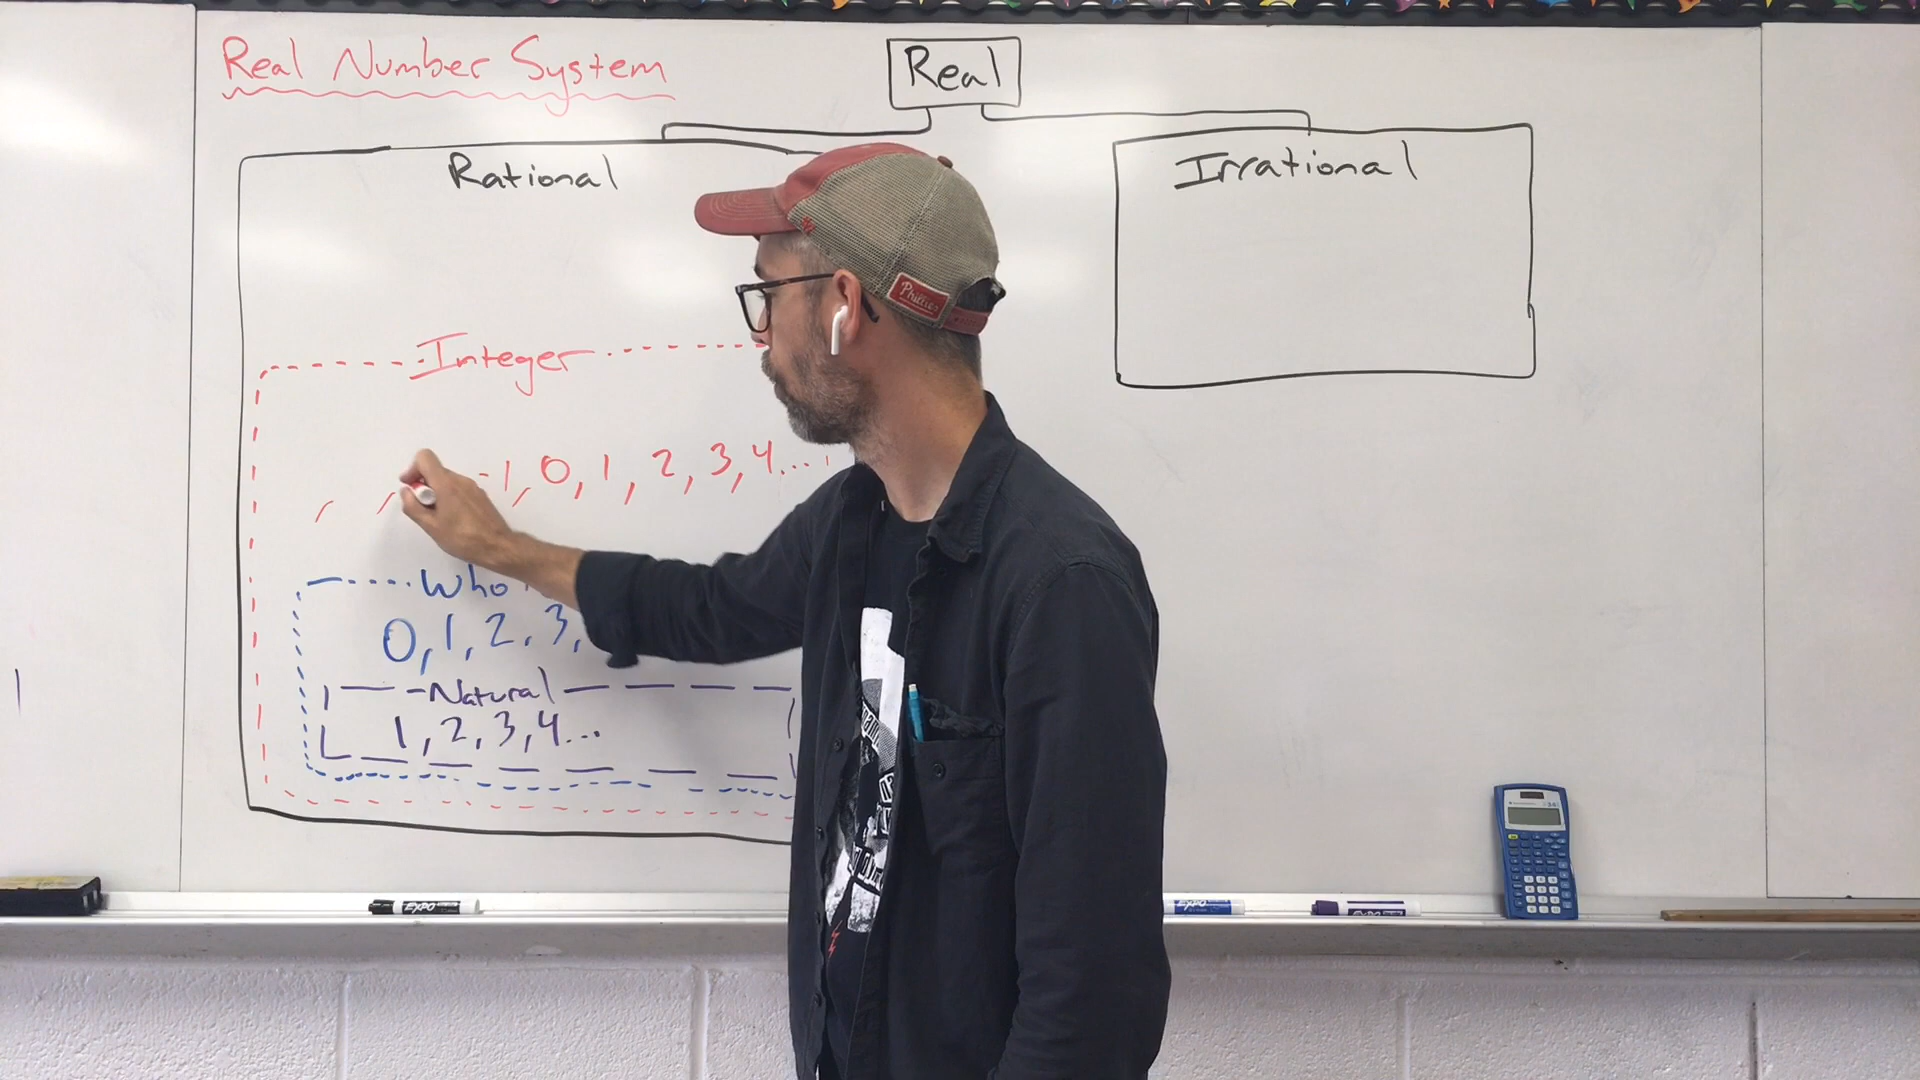 Real Number System
Real
Rational
Irrational
Phillies
Integer
-1, 0, 1, 2, 3, 4...
0, 1, 2, 3,
Natural
1, 2, 3, 4...
EXPO
EXPO
EXPO